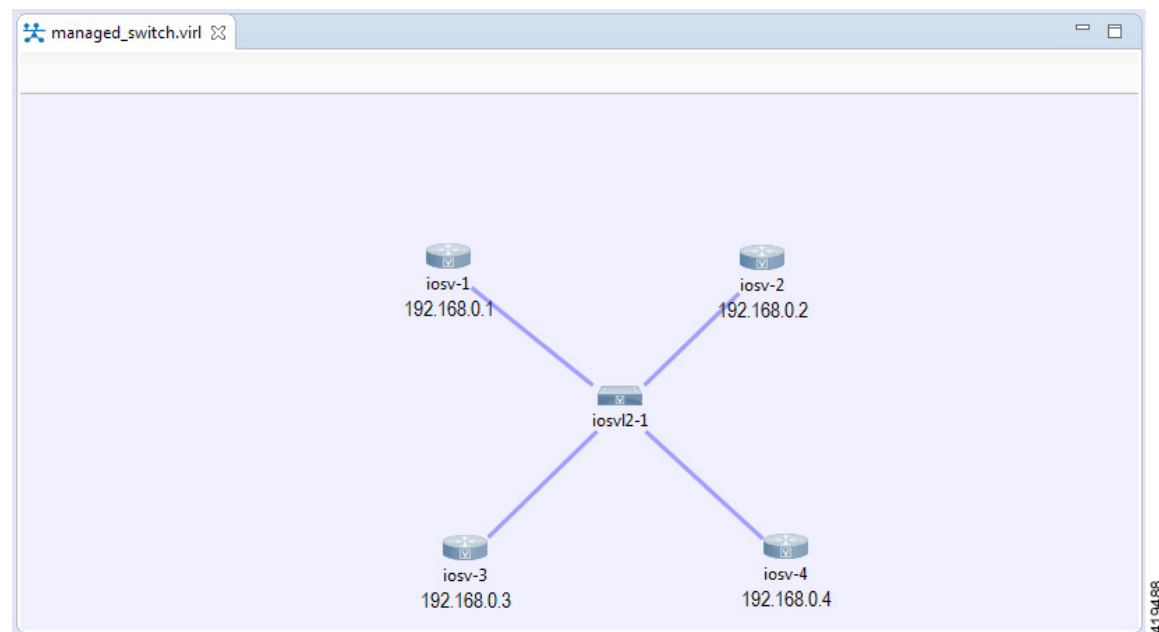 managed_switch.virl
iosv-1
192.168.0.1
iosv-2
192.168.0.2
iosvl2-1
iosv-3
192.168.0.3
iosv-4
192.168.0.4
419488